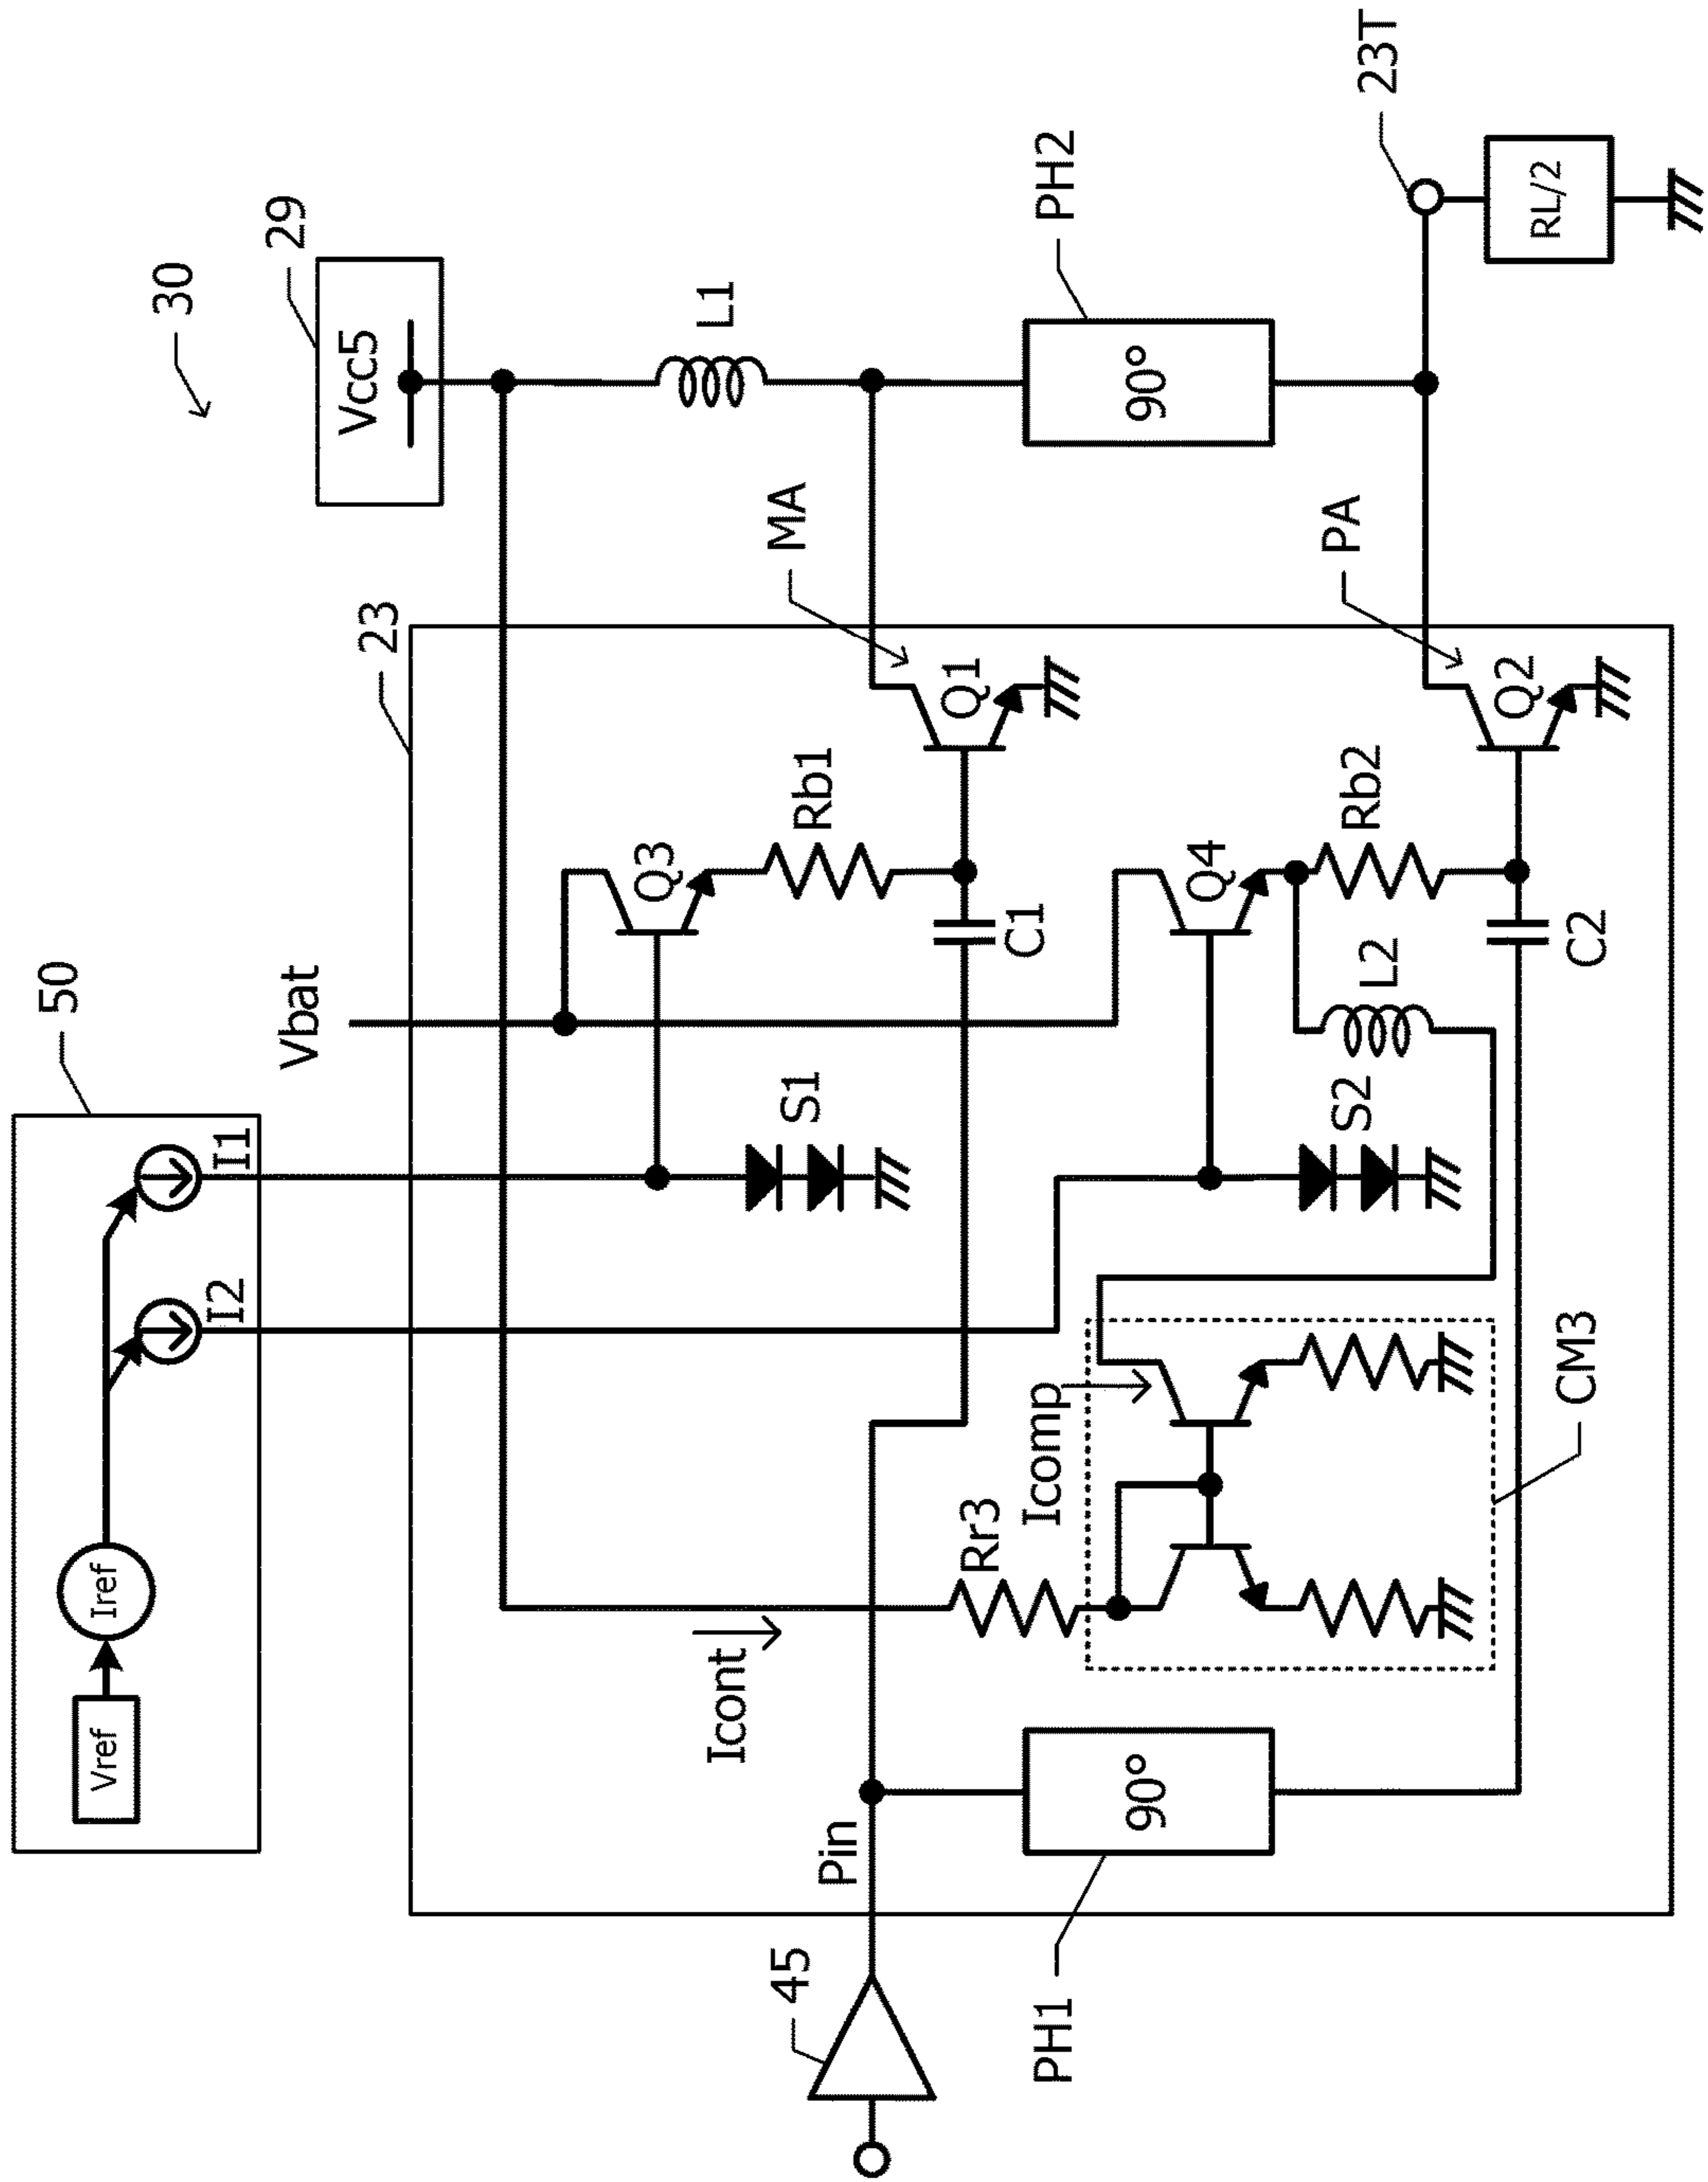 30
50
29
Vcc5
Vref
Iref
I2
I1
Vbat
23
L1
MA
Icont
Q3
Rb1
S1
Q1
C1
45
Pin
Rr3
Icomp
PH1
90°
90°
PH2
Q4
Rb2
S2
L2
PA
Q2
C2
CM3
23T
RL/2